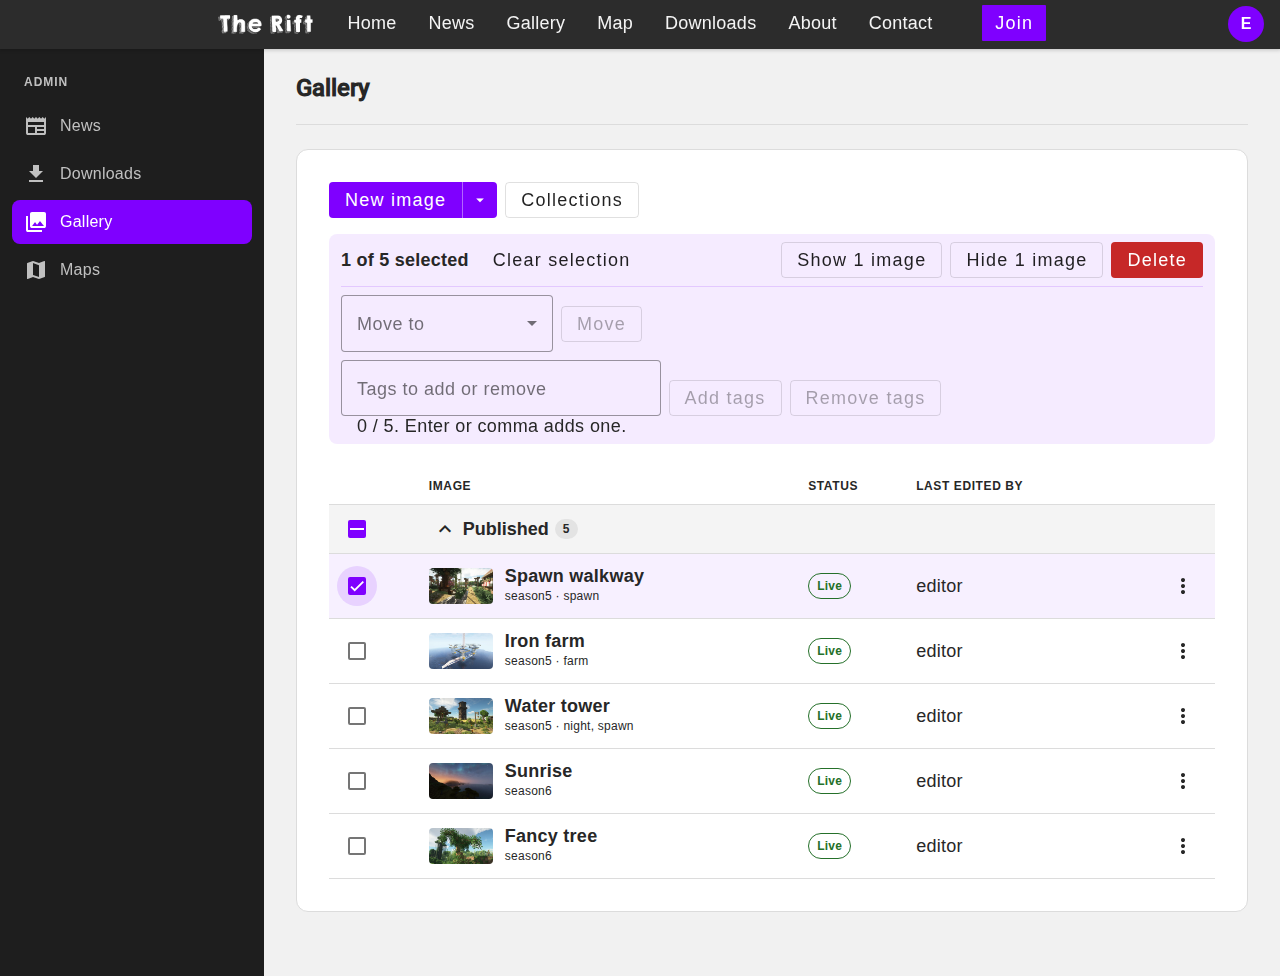 The Rift Home News Gallery Map Downloads About Contact Join E
ADMIN
News
Downloads
Gallery
Maps
Gallery
New image Collections
1 of 5 selected Clear selection Show 1 image Hide 1 image Delete
Move to Move
Tags to add or remove Add tags Remove tags
0 / 5. Enter or comma adds one.
IMAGE STATUS LAST EDITED BY
Published 5
Spawn walkway
season5 · spawn
Live editor
Iron farm
season5 · farm
Live editor
Water tower
season5 · night, spawn
Live editor
Sunrise
season6
Live editor
Fancy tree
season6
Live editor